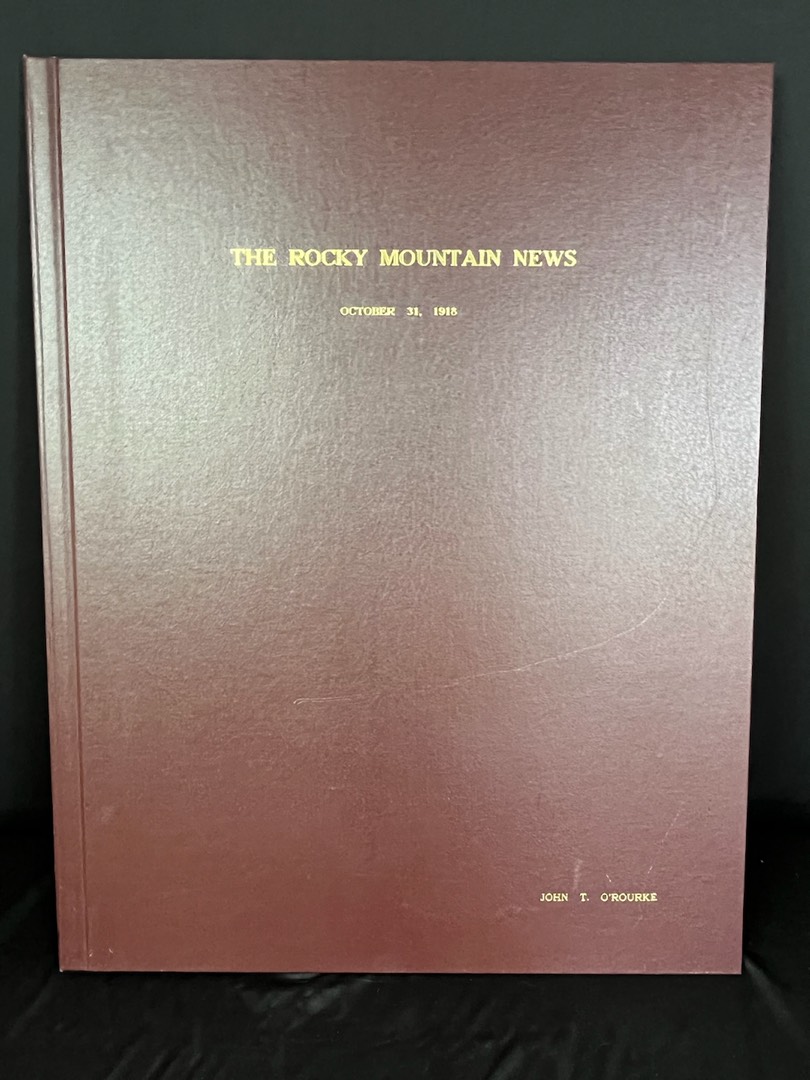 THE ROCKY MOUNTAIN NEWS
OCTOBER 31, 1918
JOHN T. O'ROURKE